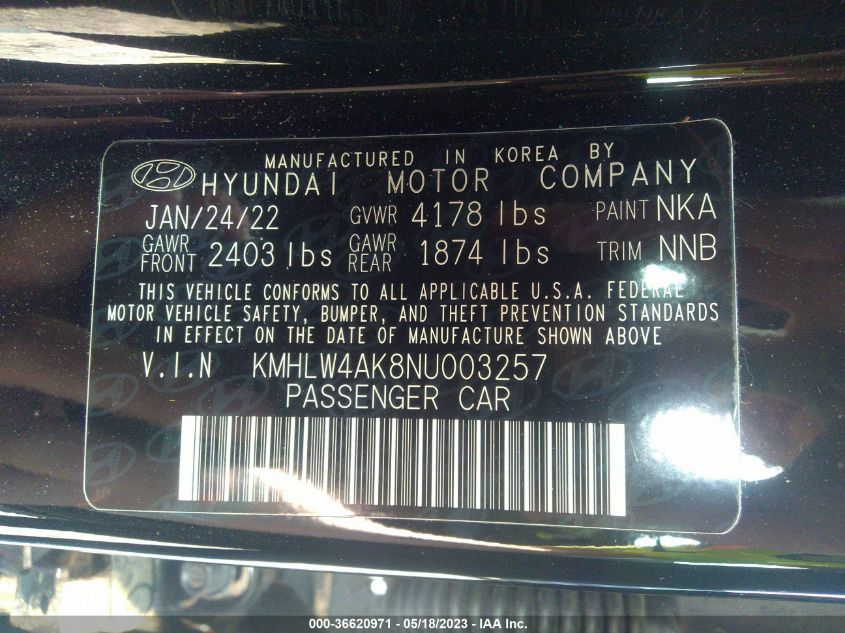 MANUFACTURED IN KOREA BY
HYUNDAI MOTOR COMPANY
JAN/24/22 GVWR 4178 lbs PAINT NKA
GAWR FRONT 2403 lbs GAWR REAR 1874 lbs TRIM NNB
THIS VEHICLE CONFORMS TO ALL APPLICABLE U.S.A. FEDERAL
MOTOR VEHICLE SAFETY, BUMPER, AND THEFT PREVENTION STANDARDS
IN EFFECT ON THE DATE OF MANUFACTURE SHOWN ABOVE
V.I.N KMHLW4AK8NU003257
PASSENGER CAR
000-36620971 - 05/18/2023 - IAA Inc.